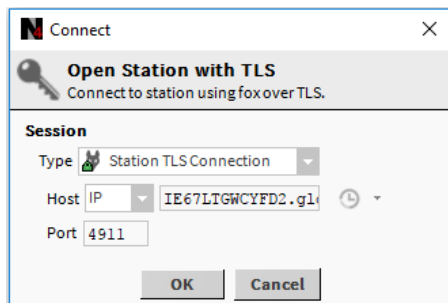 N4 Connect
Open Station with TLS
Connect to station using fox over TLS.
Session
Type Station TLS Connection
Host IP IE67LTGWCYFD2.gl
Port 4911
OK Cancel